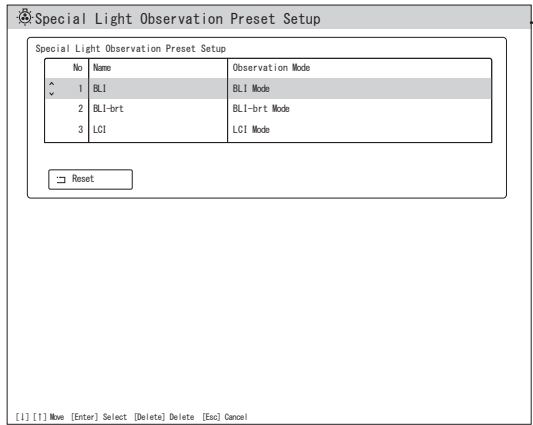 Special Light Observation Preset Setup
Special Light Observation Preset Setup
No Name Observation Mode
1 BLI BLI Mode
2 BLI-brt BLI-brt Mode
3 LCI LCI Mode
Reset
[↓][↑] Move [Enter] Select [Delete] Delete [Esc] Cancel